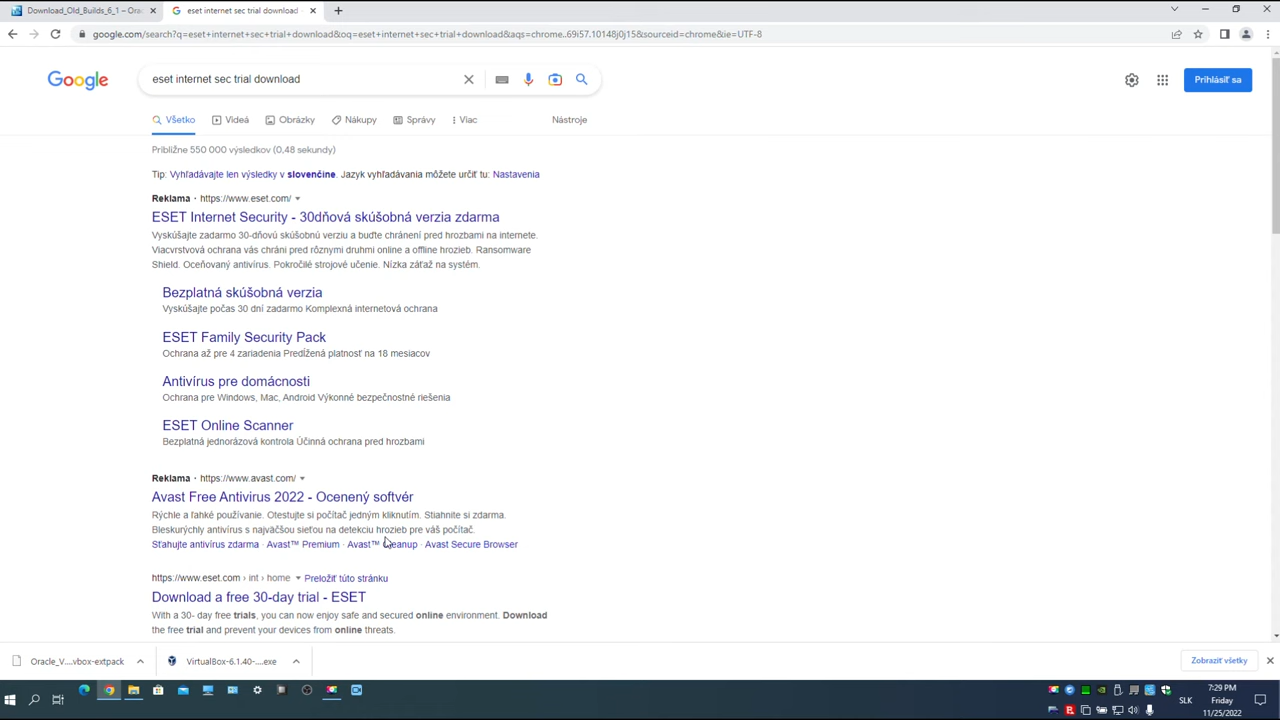 Download_Old_Builds_6_1 – Ora
eset internet sec trial download
google.com/search?q=eset+internet+sec+trial+download&oq=eset+internet+sec+trial+download&aqs=chrome..69i57.10148j0j15&sourceid=chrome&ie=UTF-8
Google
eset internet sec trial download
Prihlásiť sa
Všetko
Videá
Obrázky
Nákupy
Správy
Viac
Nástroje
Približne 550 000 výsledkov (0,48 sekundy)
Tip: Vyhľadávajte len výsledky v slovenčine. Jazyk vyhľadávania môžete určiť tu: Nastavenia
Reklama · https://www.eset.com/
ESET Internet Security - 30dňová skúšobná verzia zdarma
Vyskúšajte zadarmo 30-dňovú skúšobnú verziu a buďte chránení pred hrozbami na internete.
Viacvrstvová ochrana vás chráni pred rôznymi druhmi online a offline hrozieb. Ransomware
Shield. Oceňovaný antivírus. Pokročilé strojové učenie. Nízka záťaž na systém.
Bezplatná skúšobná verzia
Vyskúšajte počas 30 dní zadarmo Komplexná internetová ochrana
ESET Family Security Pack
Ochrana až pre 4 zariadenia Predĺžená platnosť na 18 mesiacov
Antivírus pre domácnosti
Ochrana pre Windows, Mac, Android Výkonné bezpečnostné riešenia
ESET Online Scanner
Bezplatná jednorázová kontrola Účinná ochrana pred hrozbami
Reklama · https://www.avast.com/
Avast Free Antivirus 2022 - Ocenený softvér
Rýchle a ľahké používanie. Otestujte si počítač jedným kliknutím. Stiahnite si zdarma.
Bleskurýchly antivírus s najväčšou sieťou na detekciu hrozieb pre váš počítač.
Sťahujte antivírus zdarma · Avast™ Premium · Avast™ Cleanup · Avast Secure Browser
https://www.eset.com › int › home
Preložiť túto stránku
Download a free 30-day trial - ESET
With a 30- day free trials, you can now enjoy safe and secured online environment. Download
the free trial and prevent your devices from online threats.
Oracle_V....vbox-extpack
VirtualBox-6.1.40-....exe
Zobraziť všetky
SLK
7:29 PM
Friday
11/25/2022